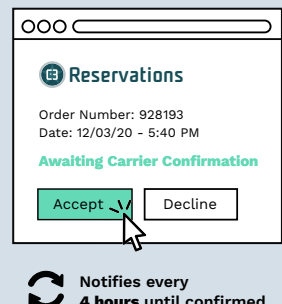 Reservations
Order Number: 928193
Date: 12/03/20 - 5:40 PM
Awaiting Carrier Confirmation
Accept
Decline
Notifies every
4 hours until confirmed